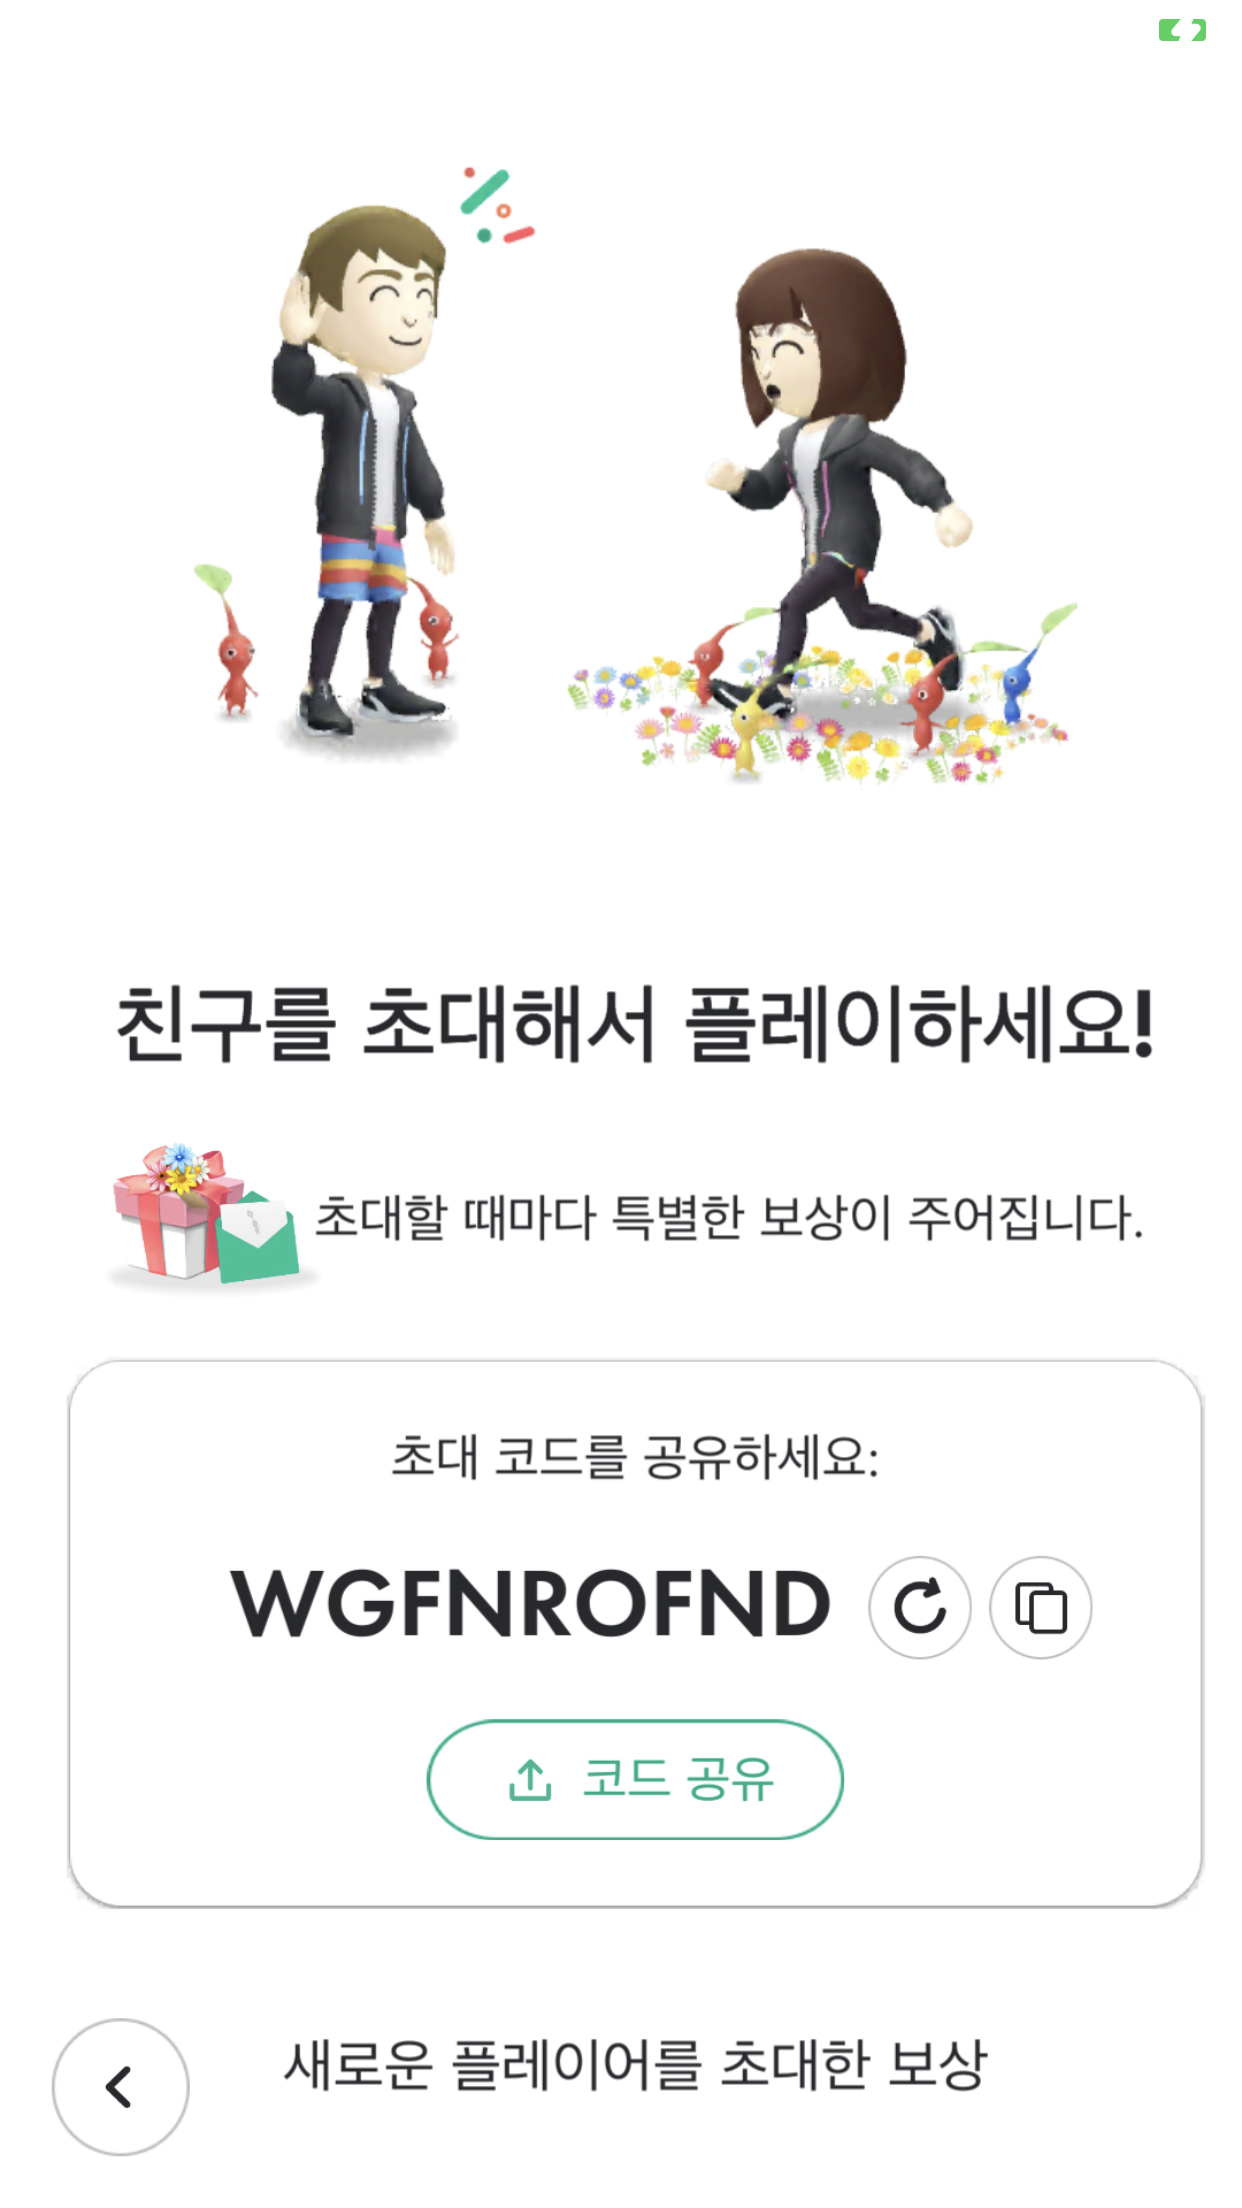 친구를 초대해서 플레이하세요!
초대할 때마다 특별한 보상이 주어집니다.
초대 코드를 공유하세요:
WGFNROFND
코드 공유
새로운 플레이어를 초대한 보상